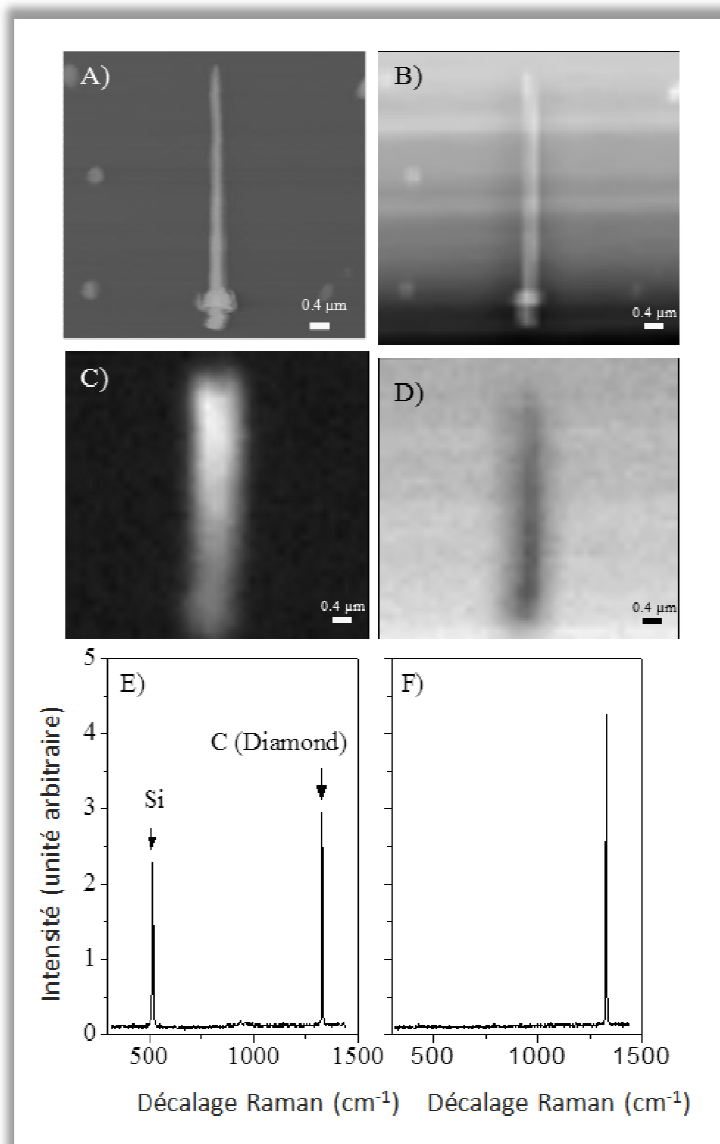 A)
B)
0.4 µm
0.4 µm
C)
D)
0.4 µm
0.4 µm
5
4
3
2
1
0
Intensité (unité arbitraire)
E)
C (Diamond)
Si
F)
500
1000
1500
500
1000
1500
Décalage Raman (cm⁻¹)
Décalage Raman (cm⁻¹)